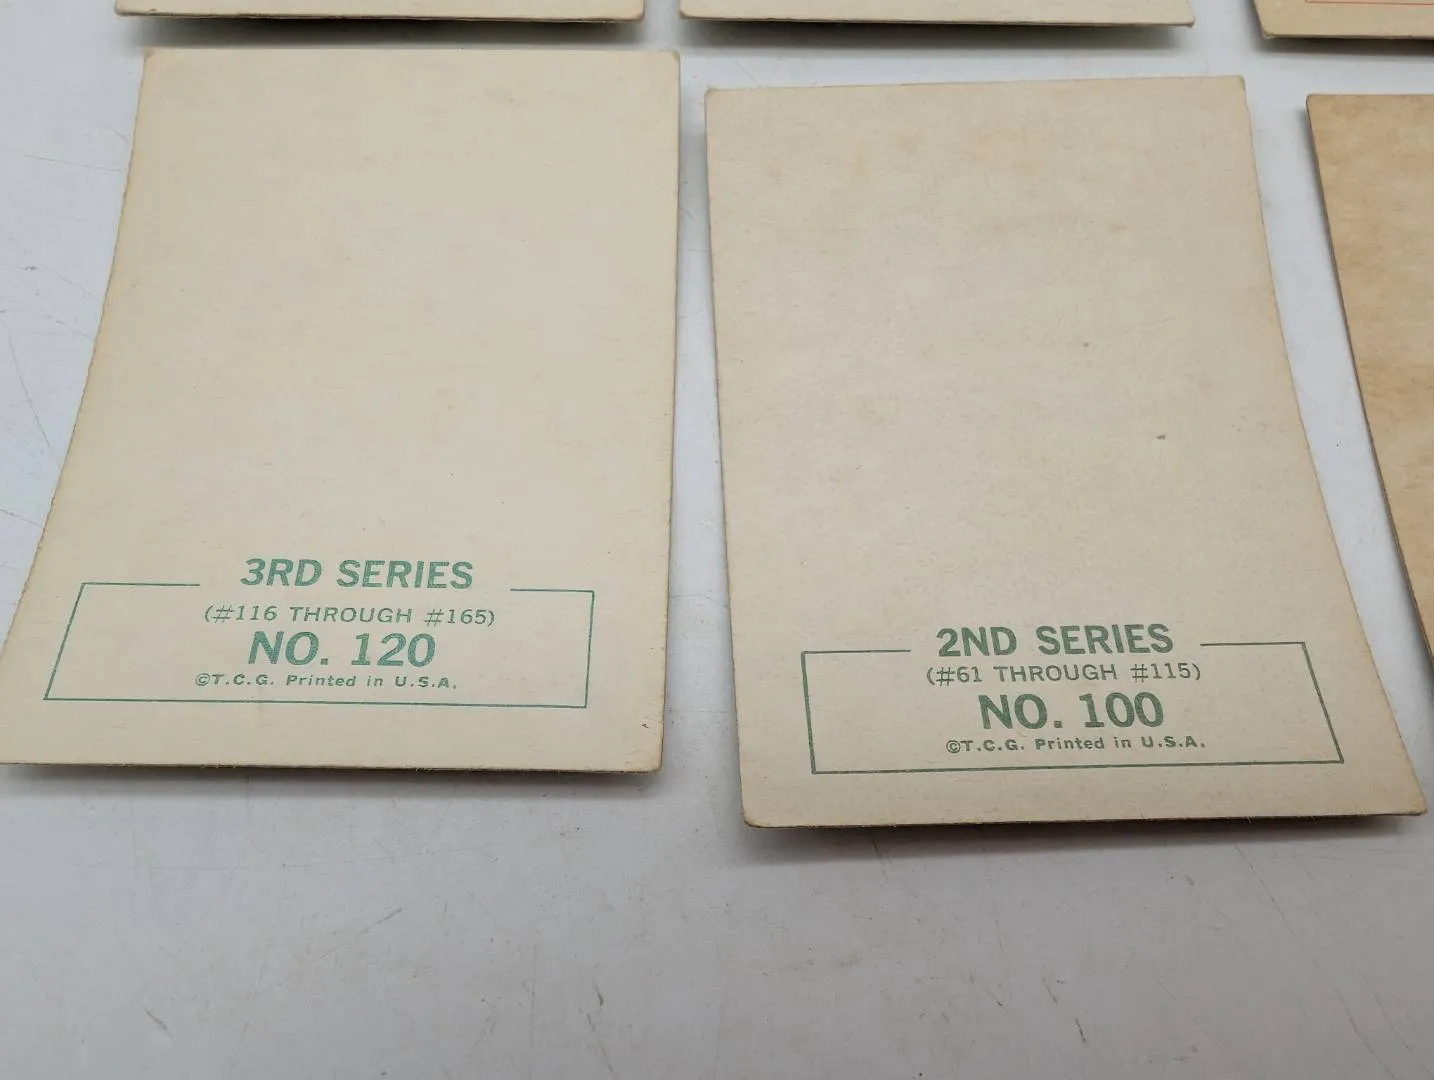 3RD SERIES
(#116 THROUGH #165)
NO. 120
©T.C.G. Printed in U.S.A.
2ND SERIES
(#61 THROUGH #115)
NO. 100
©T.C.G. Printed in U.S.A.